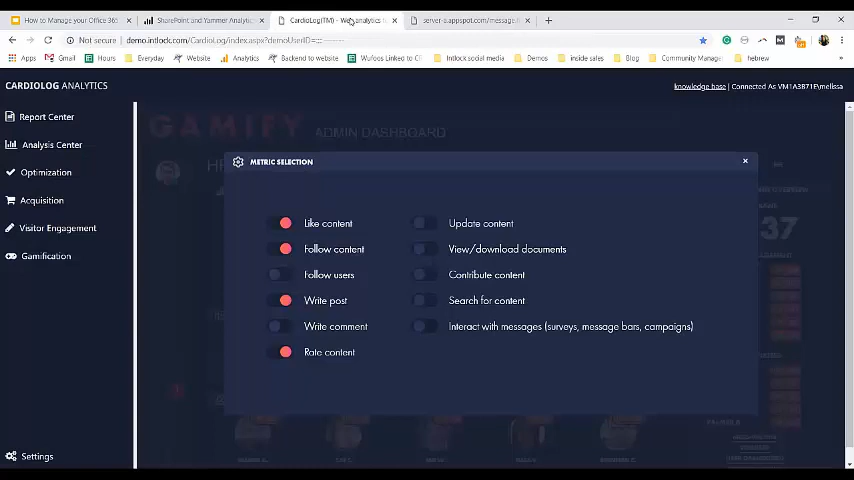 How to Manage your Office 365
SharePoint and Yammer Analytic
CardioLog(TM) - We
analytics
server-a.appspot.com/message.
Not secure
demo.intlock.com/CardioLog/index.aspx?demoUserID=
Apps
Gmail
Hours
Everyday
Website
Analytics
Backend to website
Wufoos Linked to C
Intlock social media
Demos
inside sales
Blog
Community Manage
hebrew
CARDIOLOG ANALYTICS
knowledge base | Connected As VM1A3B71E\melissa
Report Center
Analysis Center
Optimization
Acquisition
Visitor Engagement
Gamification
Settings
GAMIFY
ADMIN DASHBOARD
METRIC SELECTION
Like content
Follow content
Follow users
Write post
Write comment
Rate content
Update content
View/download documents
Contribute content
Search for content
Interact with messages (surveys, message bars, campaigns)
37